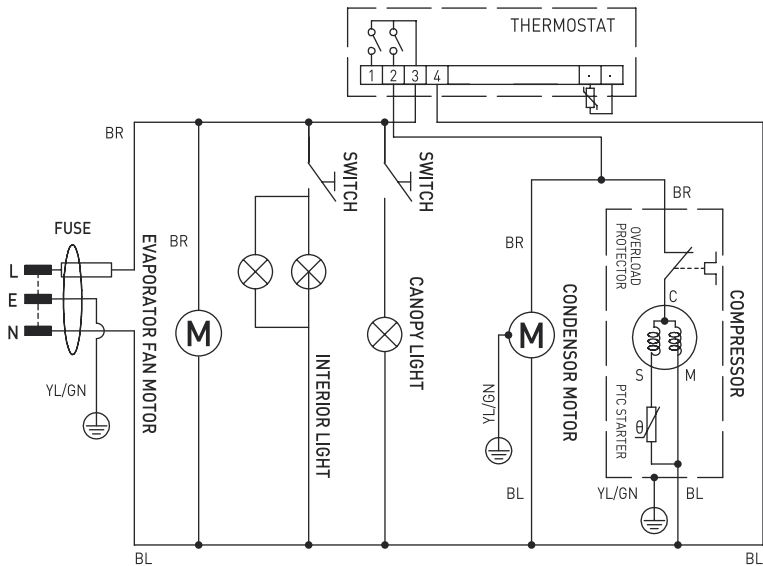 THERMOSTAT
1 2 3 4
BR
SWITCH
SWITCH
BR
FUSE
L
E
N
BR
EVAPORATOR FAN MOTOR
M
INTERIOR LIGHT
CANOPY LIGHT
BR
M
CONDENSOR MOTOR
OVERLOAD
PROTECTOR
C
S
M
COMPRESSOR
PTC STARTER
θ
YL/GN
YL/GN
BL
YL/GN
BL
BL
BL